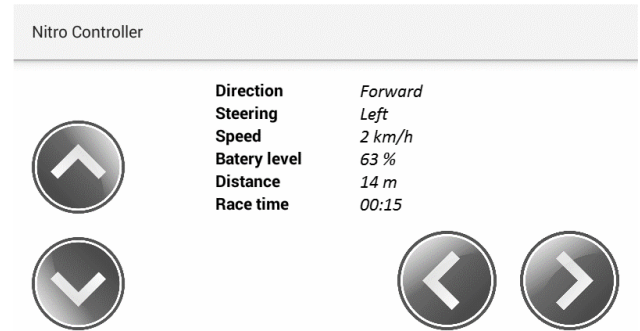 Nitro Controller
Direction Forward
Steering Left
Speed 2 km/h
Batery level 63 %
Distance 14 m
Race time 00:15